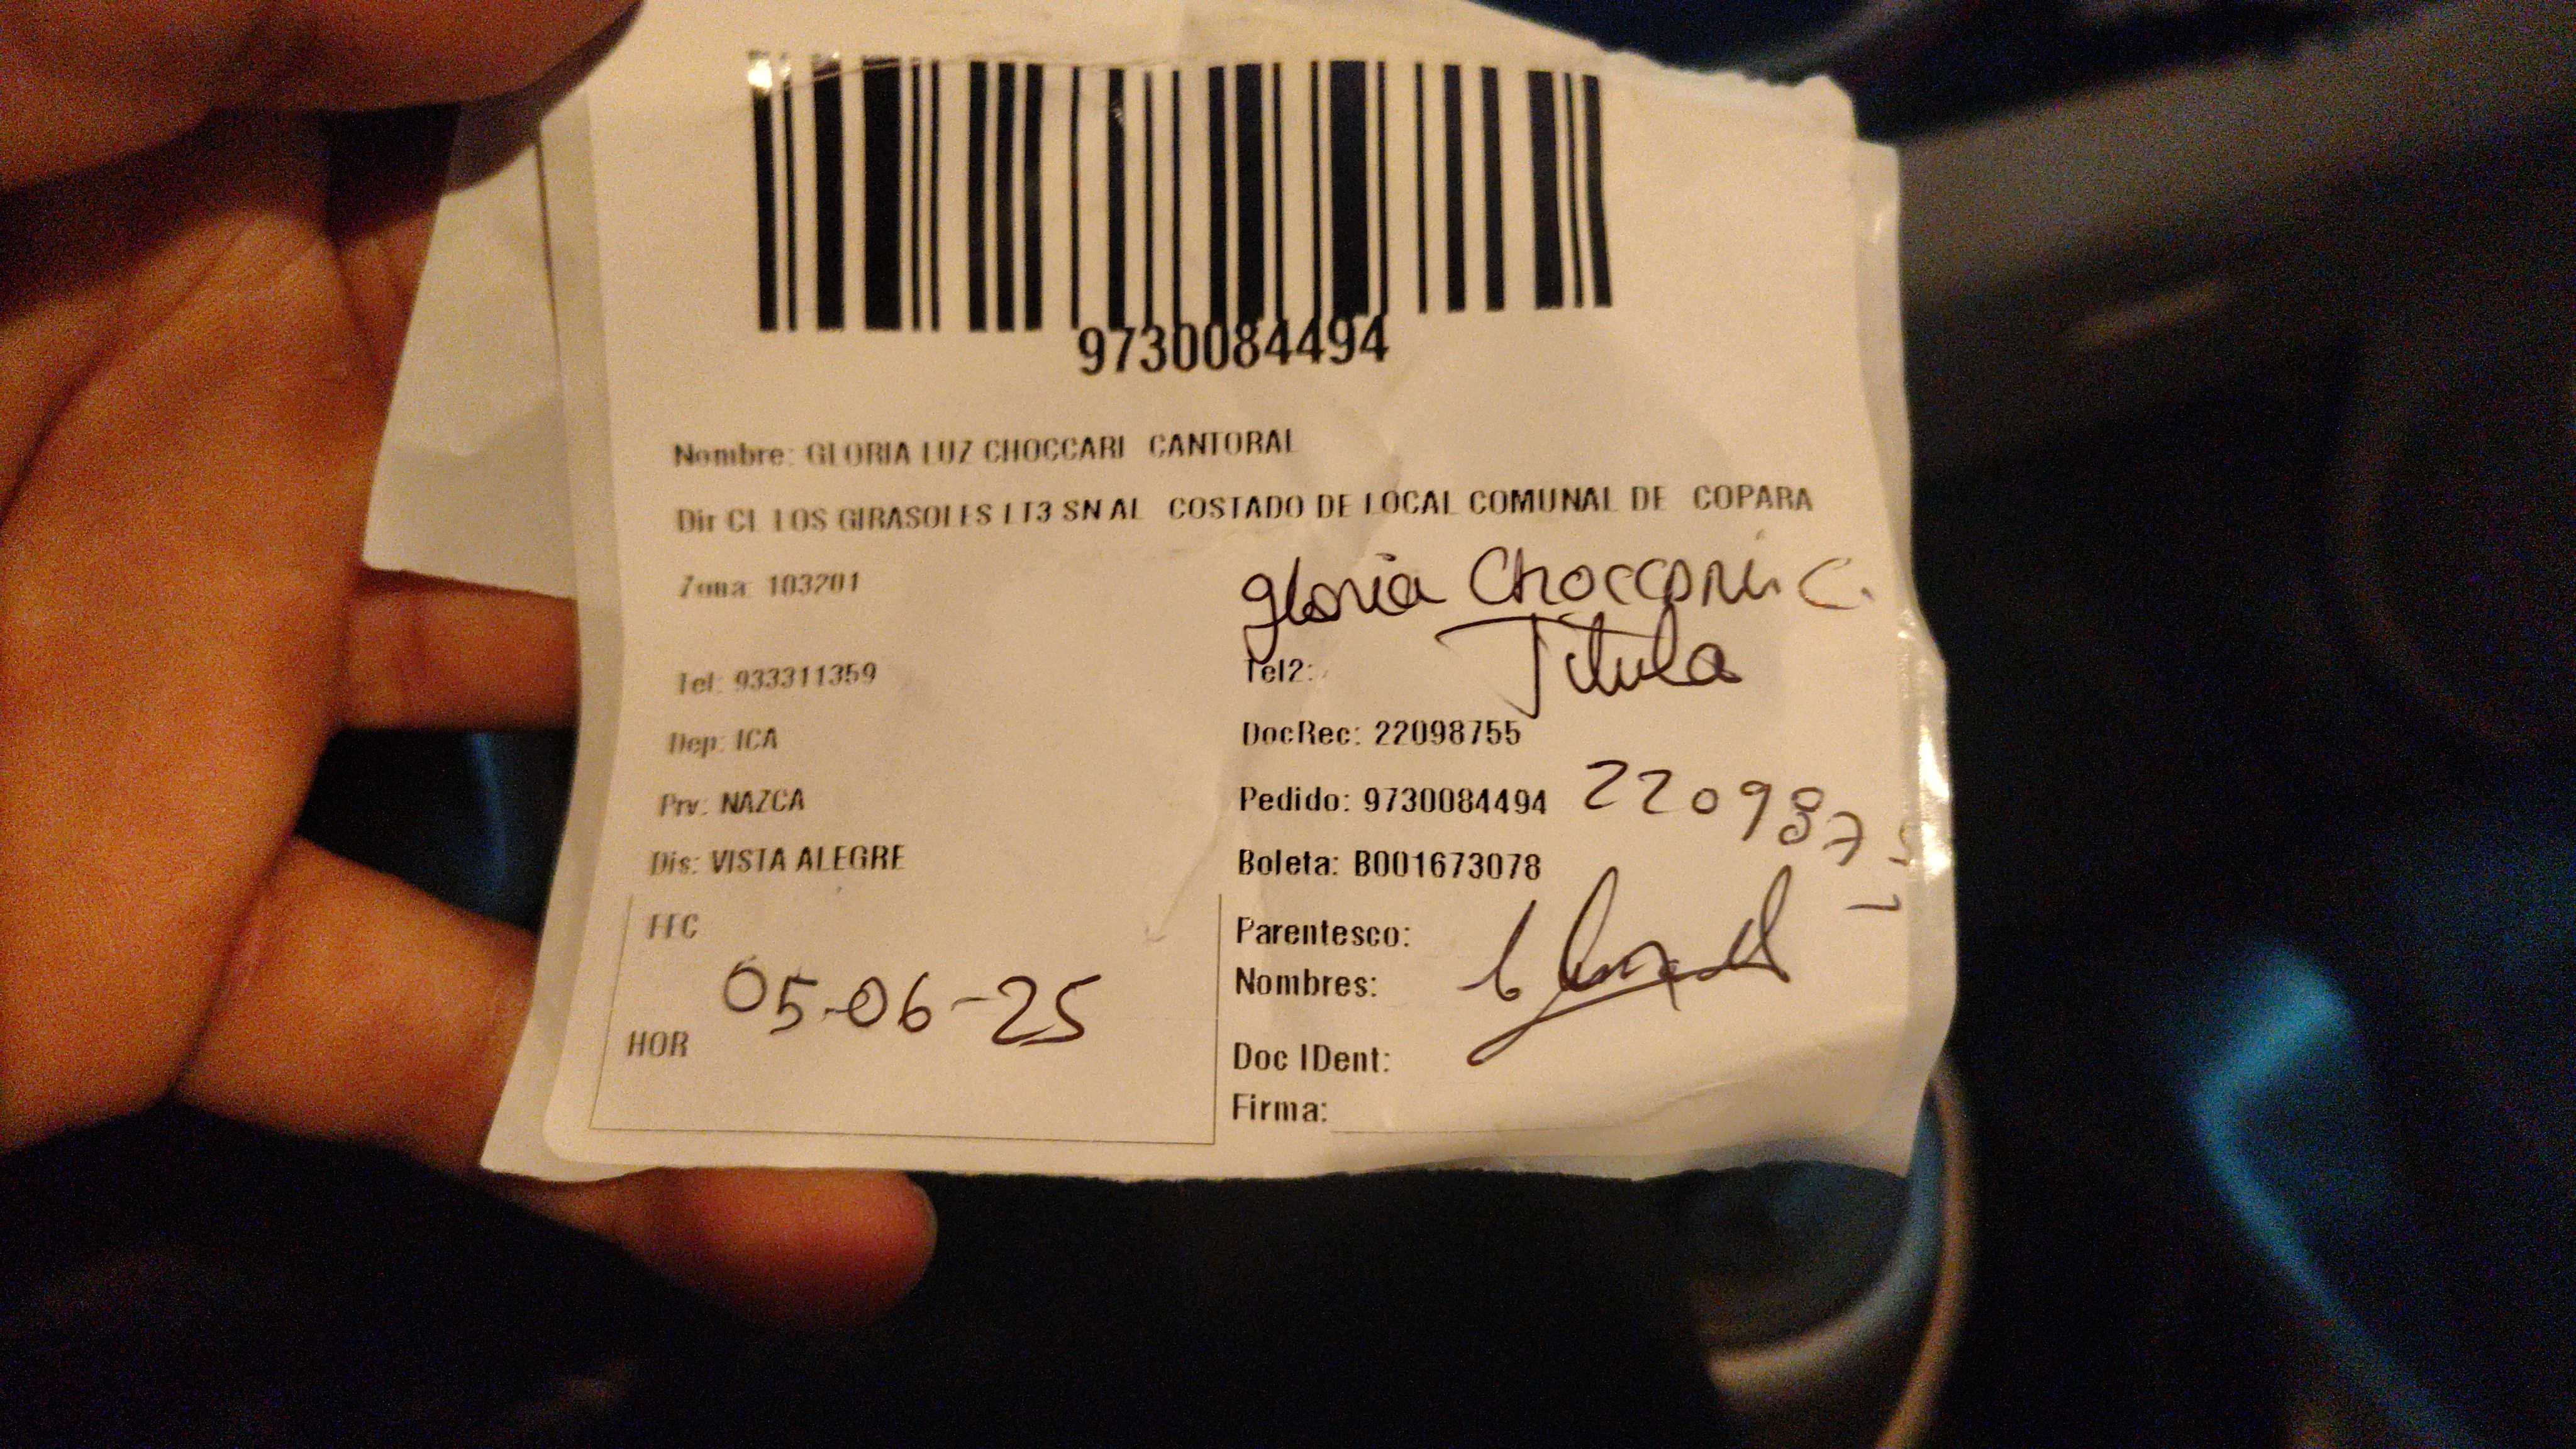 9730084494
Nombre: GLORIA LUZ CHOCCARI CANTORAL
Dir CL LOS GIRASOLES LT3 SN AL COSTADO DE LOCAL COMUNAL DE COPARA
Zona: 103201
gloria Choccari C.
Titula
Tel: 933311359
Tel2:
Dep: ICA
DocRec: 22098755
Prv: NAZCA
Pedido: 9730084494
220987
Dis: VISTA ALEGRE
Boleta: B001673078
FEC
05-06-25
HOR
Parentesco:
Nombres:
Doc IDent:
Firma: